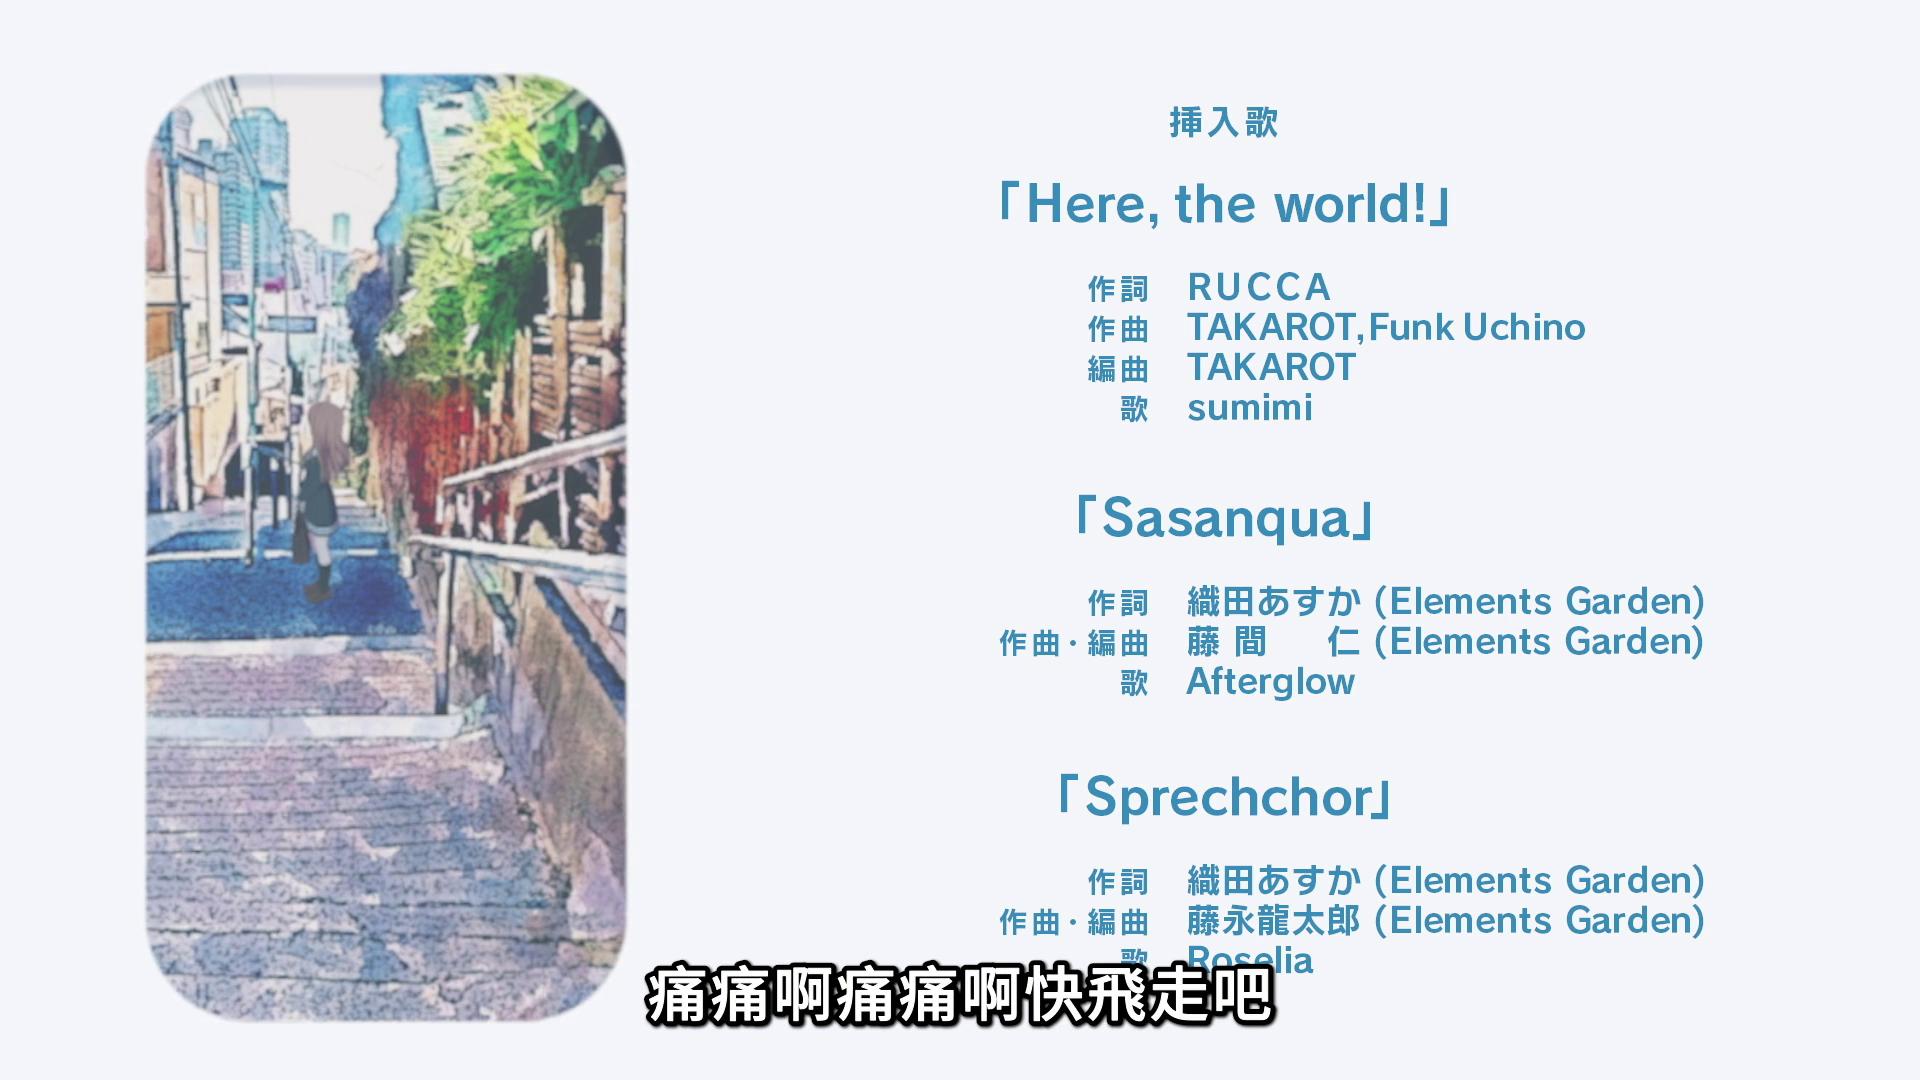 挿入歌
「Here, the world!」
作詞 RUCCA
作曲 TAKAROT, Funk Uchino
編曲 TAKAROT
歌 sumimi
「Sasanqua」
作詞 織田あすか (Elements Garden)
作曲・編曲 藤間 仁 (Elements Garden)
歌 Afterglow
「Sprechchor」
作詞 織田あすか (Elements Garden)
作曲・編曲 藤永龍太郎 (Elements Garden)
歌 Roselia
痛痛啊痛痛啊快飛走吧